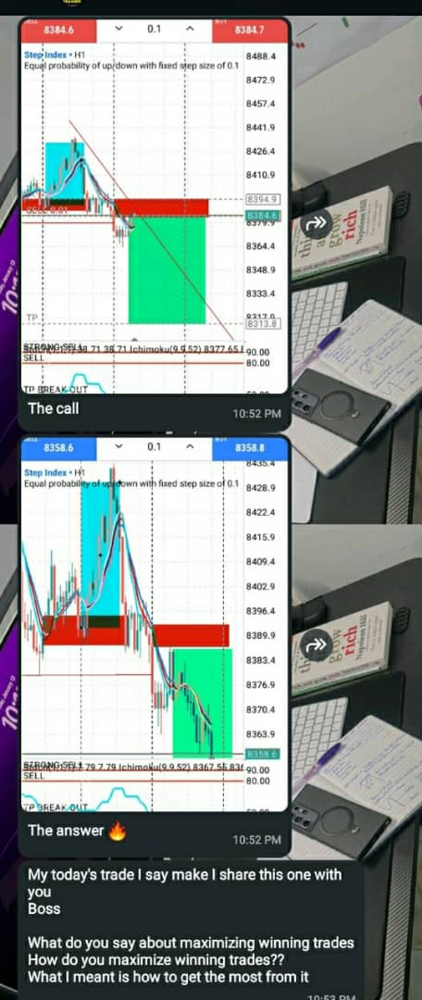 8384.6
0.1
8384.7
Step Index • H1
8488.4
Equal probability of up/down with fixed step size of 0.1
8472.9
8457.4
8441.9
8426.4
8410.9
8394.9
8384.6
8379.9
8364.4
8348.9
8333.4
TP
8313.8
STRONG SELL
38.71 38.71 Ichimoku(9,9,52) 8377.65
90.00
SELL
80.00
TP BREAK OUT
The call
10:52 PM
think
grow
rich
Napoleon Hill
8358.6
0.1
8358.8
8435.4
Step Index • H1
Equal probability of up/down with fixed step size of 0.1
8428.9
8422.4
8415.9
8409.4
8402.9
8396.4
8389.9
8383.4
8376.9
8370.4
8363.9
8358.6
STRONG SELL
79.7.79 Ichimoku(9,9,52) 8367.55
90.00
SELL
80.00
TP BREAK OUT
The answer 🔥
10:52 PM
rich
Napoleon Hill
My today's trade I say make I share this one with
you
Boss
What do you say about maximizing winning trades
How do you maximize winning trades??
What I meant is how to get the most from it
10:53 PM